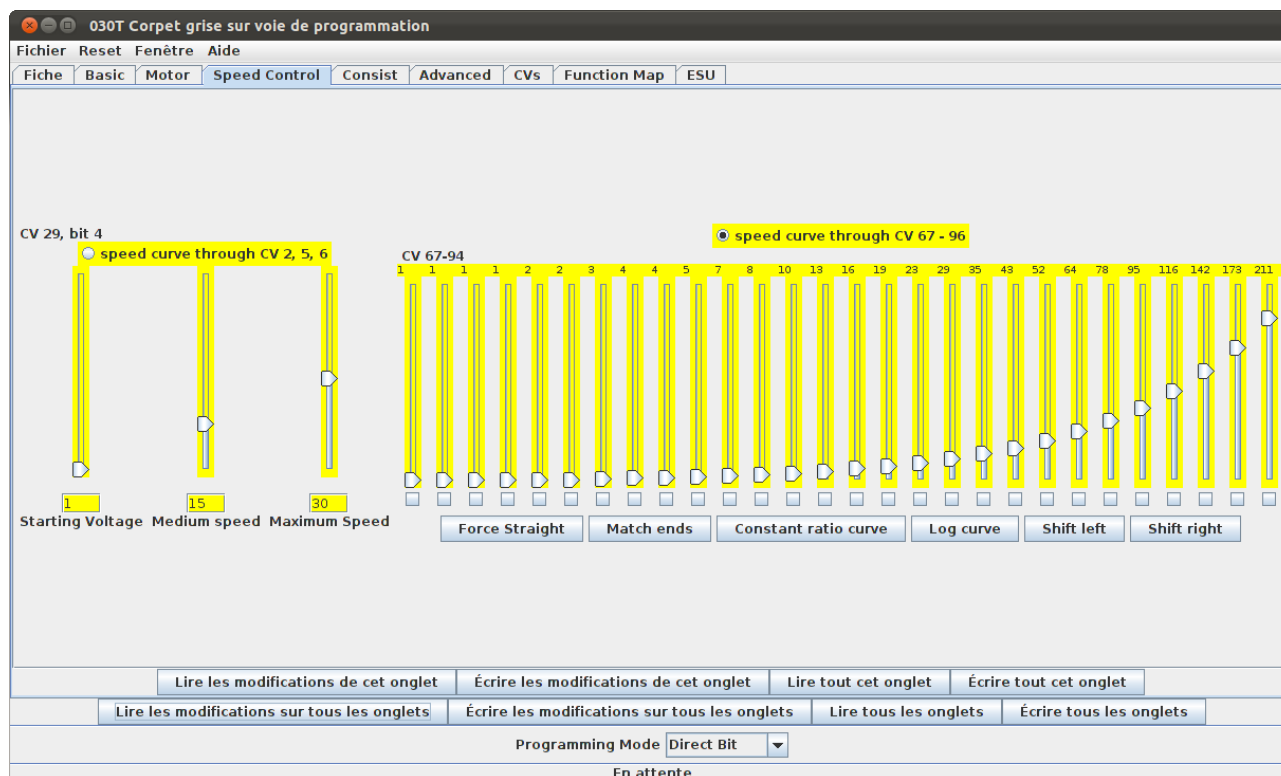 030T Corpet grise sur voie de programmation
Fichier Reset Fenêtre Aide
Fiche Basic Motor Speed Control Consist Advanced CVs Function Map ESU
CV 29, bit 4
speed curve through CV 2, 5, 6
speed curve through CV 67 - 96
CV 67-94
1 1 1 1 2 2 3 4 4 5 7 8 10 13 16 19 23 29 35 43 52 64 78 95 116 142 173 211
1 15 30
Starting Voltage Medium speed Maximum Speed
Force Straight Match ends Constant ratio curve Log curve Shift left Shift right
Lire les modifications de cet onglet Écrire les modifications de cet onglet Lire tout cet onglet Écrire tout cet onglet
Lire les modifications sur tous les onglets Écrire les modifications sur tous les onglets Lire tous les onglets Écrire tous les onglets
Programming Mode Direct Bit
En attente